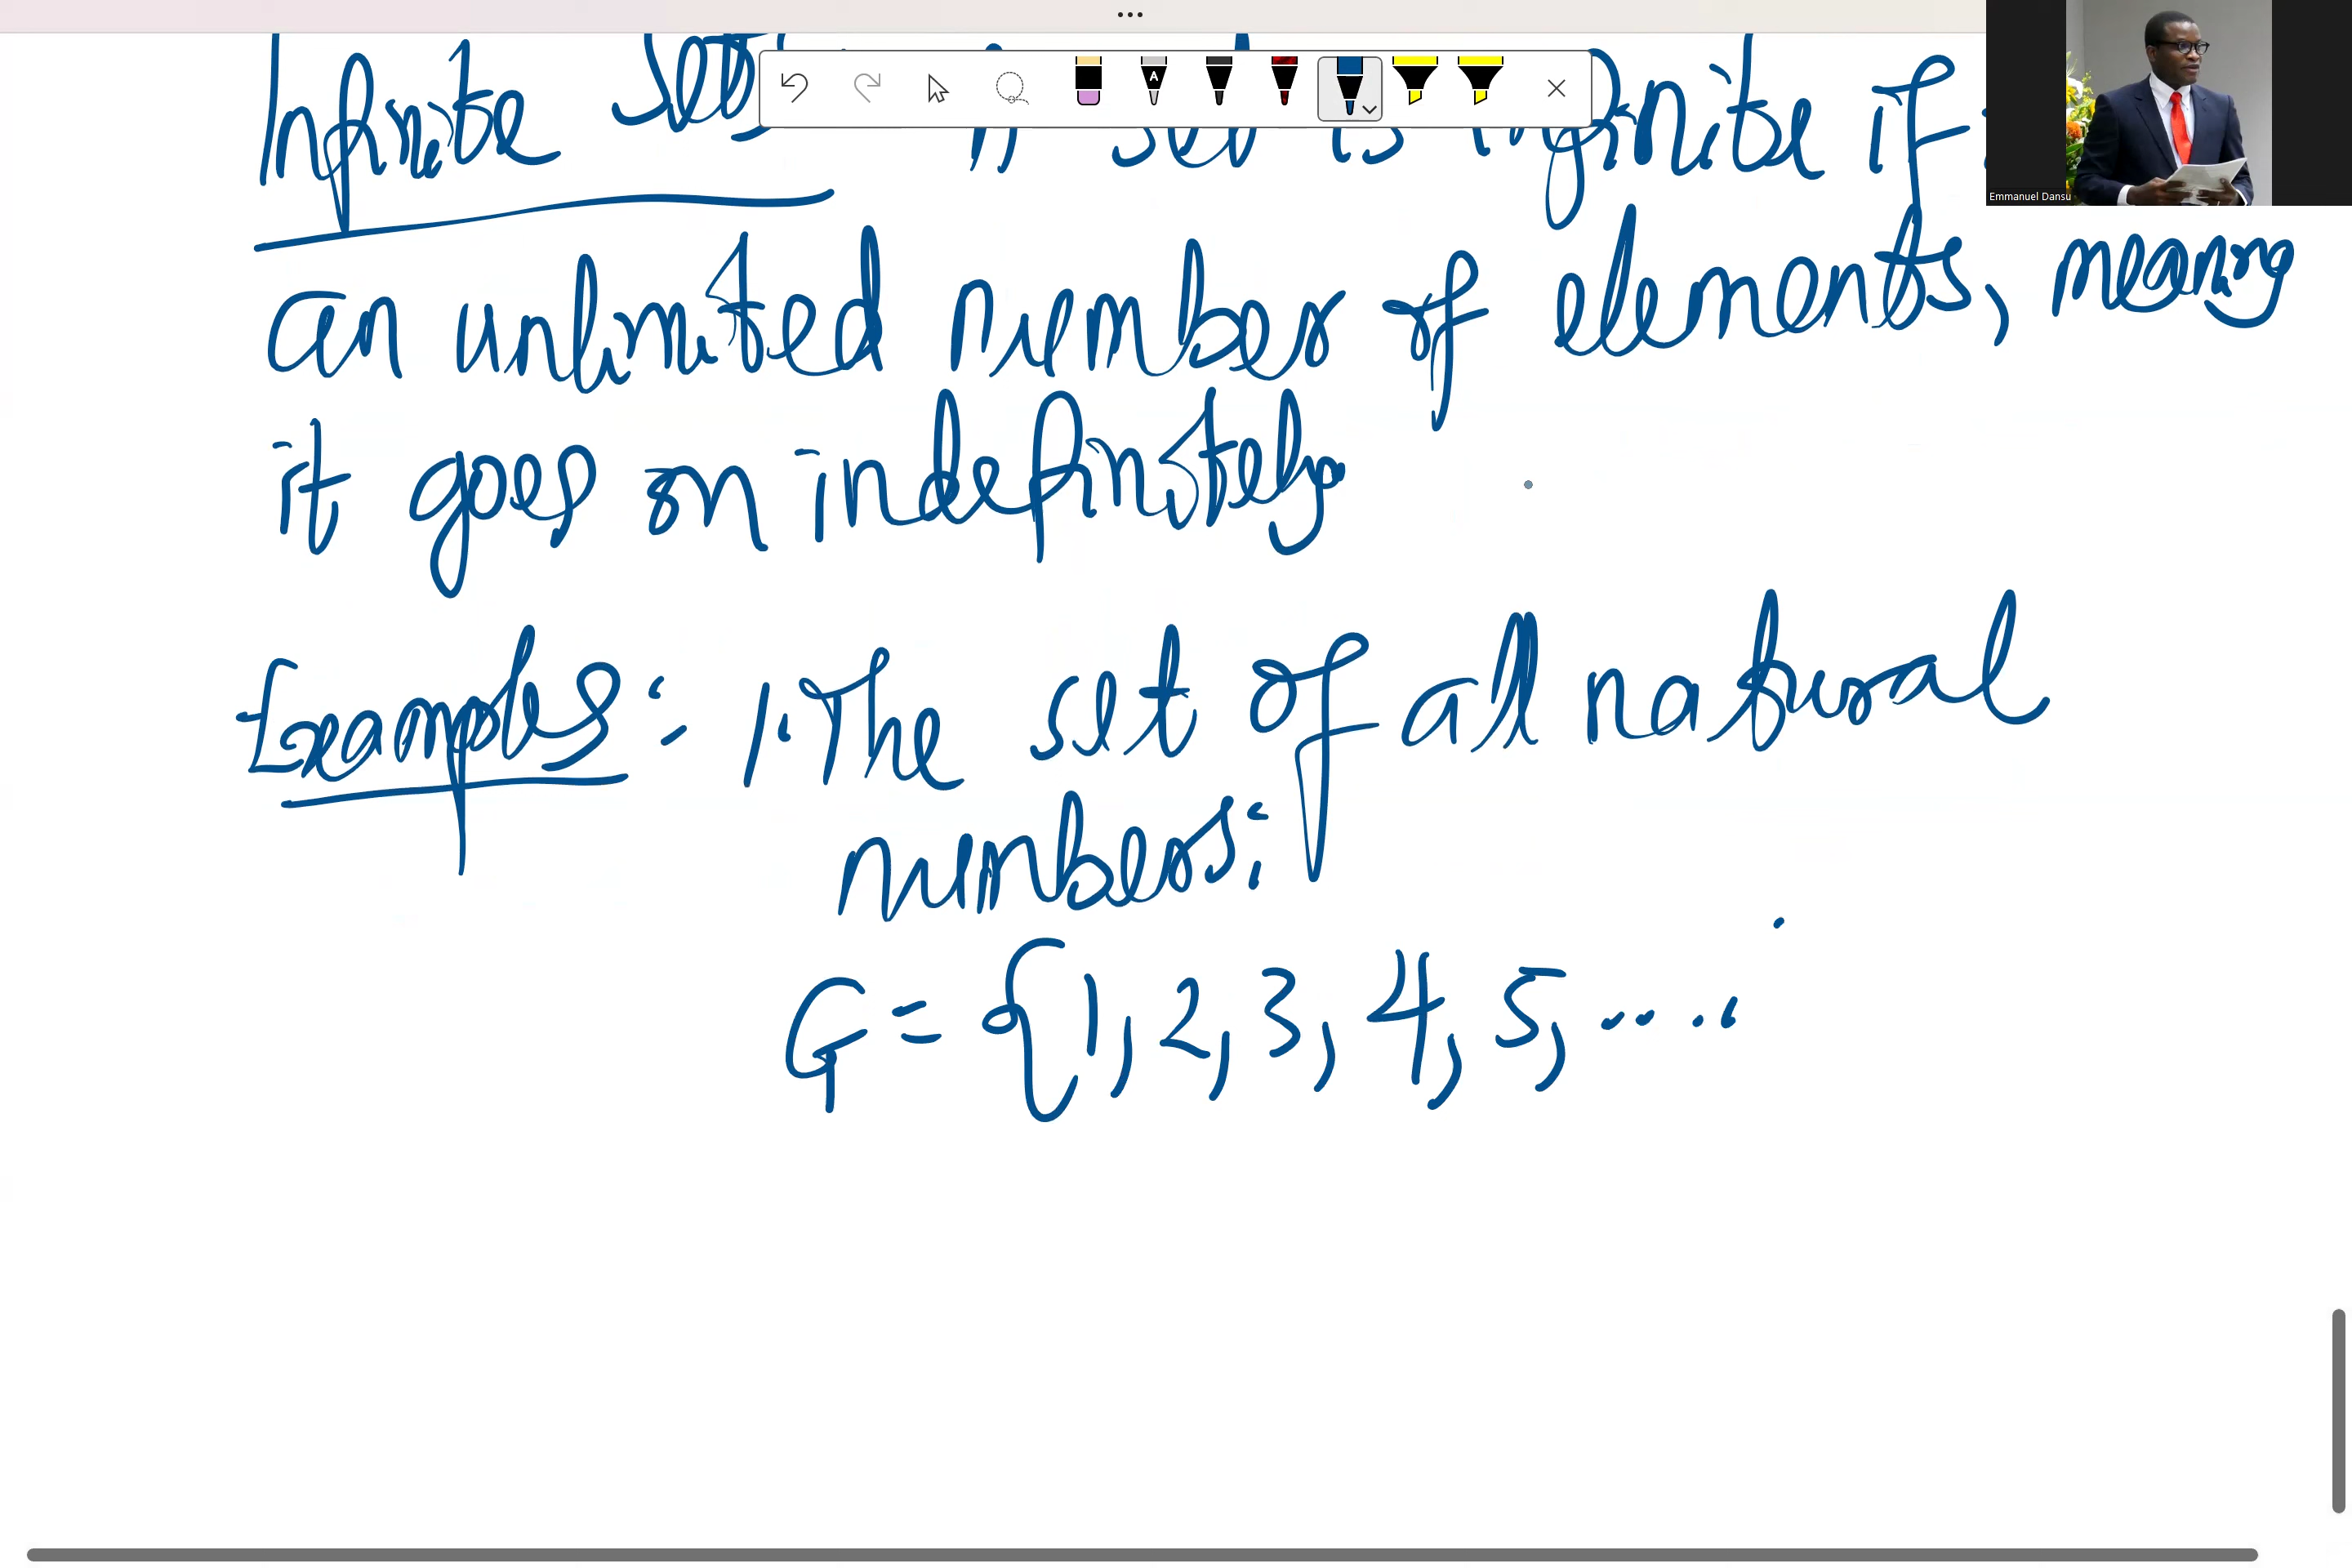 Infinite Sets A set is infinite if
an unlimited number of elements, meaning
it goes on indefinitely.
Examples:- 1. The set of all natural
numbers:
G = {1, 2, 3, 4, 5, ....
Emmanuel Dansu
A